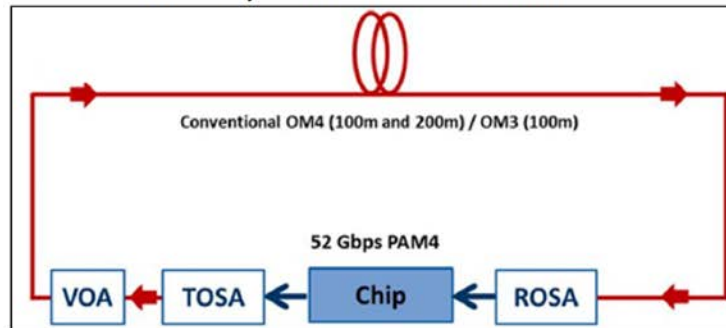 Conventional OM4 (100m and 200m) / OM3 (100m)
52 Gbps PAM4
VOA
TOSA
Chip
ROSA